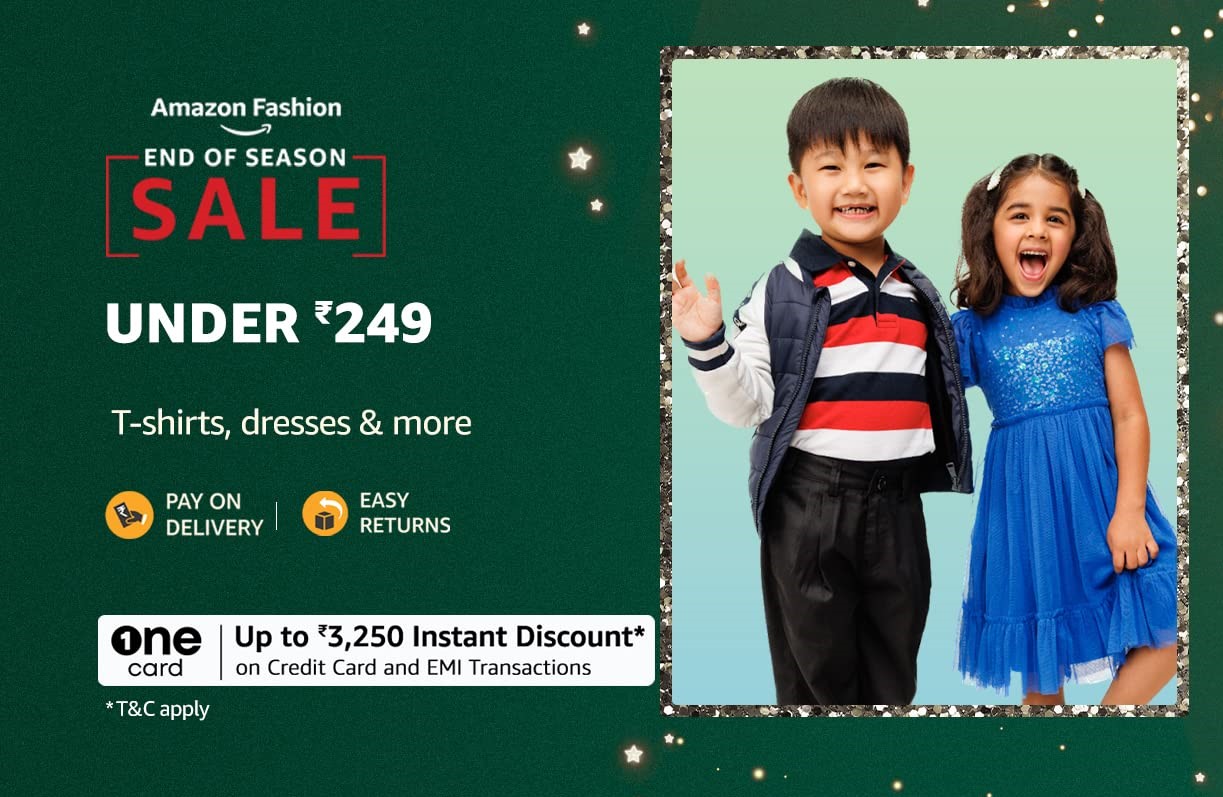 Amazon Fashion
END OF SEASON
SALE
UNDER ₹249
T-shirts, dresses & more
PAY ON
DELIVERY
EASY
RETURNS
one
card
Up to ₹3,250 Instant Discount*
on Credit Card and EMI Transactions
*T&C apply